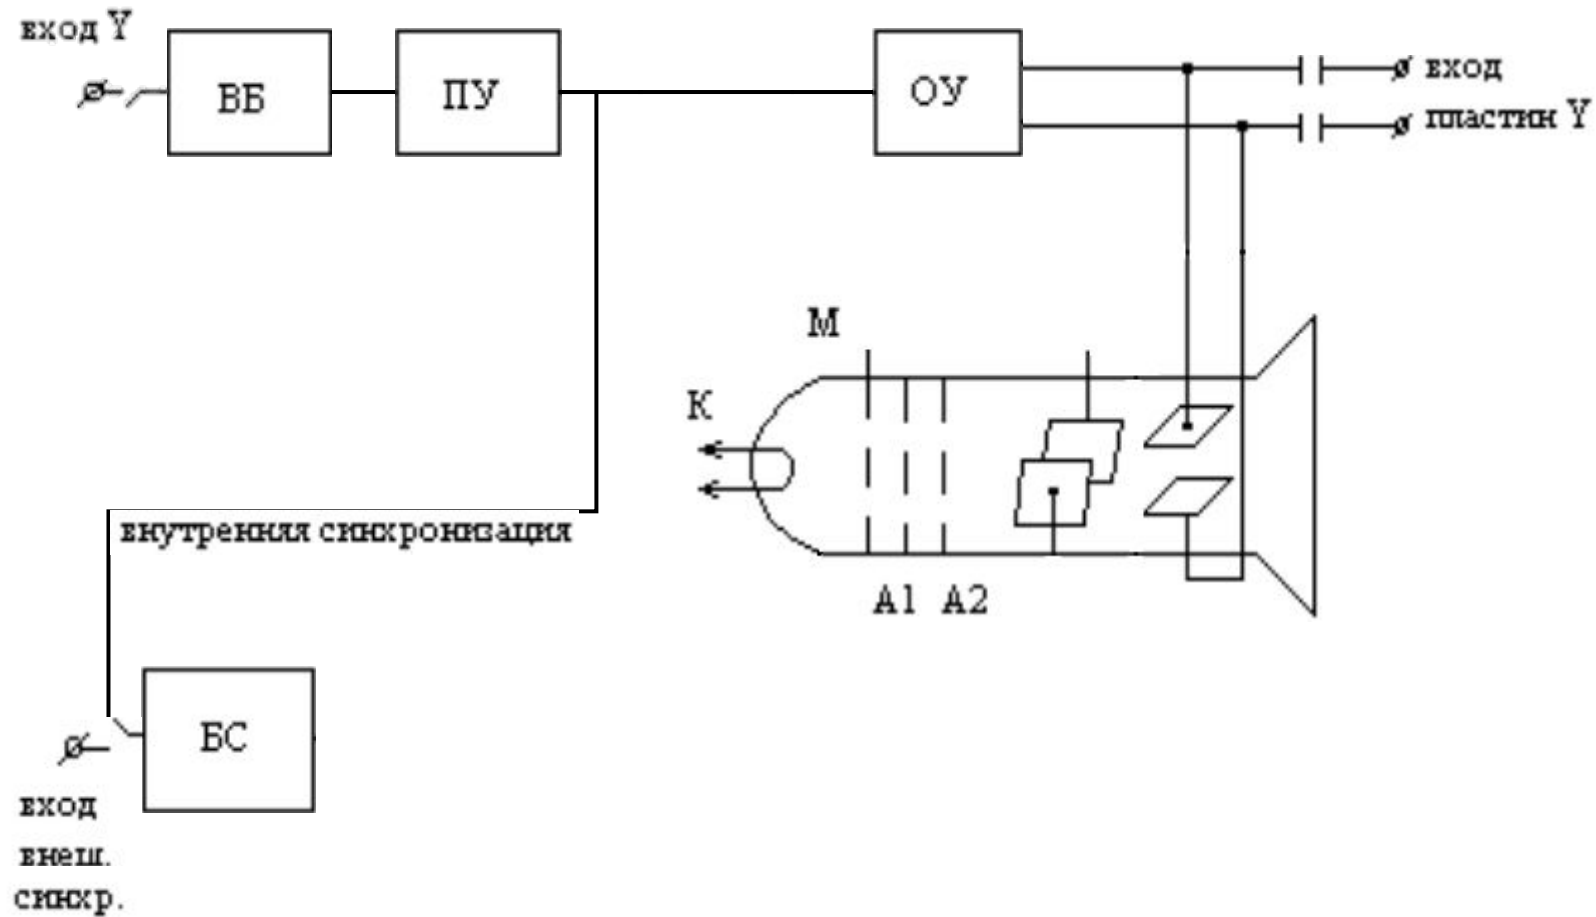 вход Y
ВБ
ПУ
ОУ
вход
пластин Y
М
К
А1 А2
внутренняя синхронизация
БС
вход
внеш.
синхр.